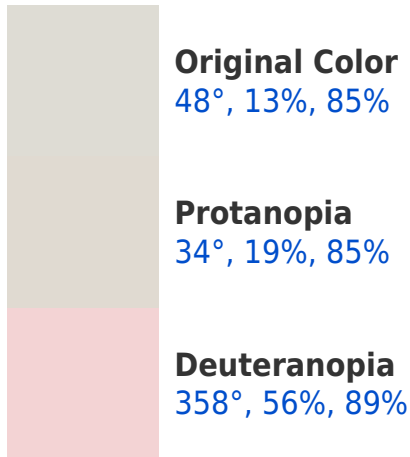 Original Color
48°, 13%, 85%
Protanopia
34°, 19%, 85%
Deuteranopia
358°, 56%, 89%